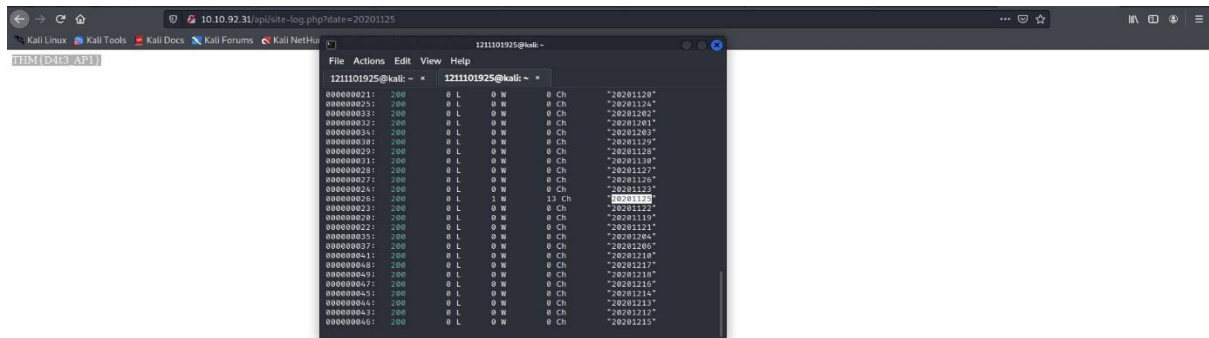 10.10.92.31/api/site-log.php?date=20201125
Kali Linux Kali Tools Kali Docs Kali Forums Kali NetHu
THM{D4t3_AP1}
1211101925@kali: ~
File Actions Edit View Help
1211101925@kali: ~ × 1211101925@kali: ~ ×
000000021: 200 0 L 0 W 0 Ch "20201120"
000000025: 200 0 L 0 W 0 Ch "20201124"
000000033: 200 0 L 0 W 0 Ch "20201202"
000000032: 200 0 L 0 W 0 Ch "20201201"
000000034: 200 0 L 0 W 0 Ch "20201203"
000000030: 200 0 L 0 W 0 Ch "20201129"
000000029: 200 0 L 0 W 0 Ch "20201128"
000000031: 200 0 L 0 W 0 Ch "20201130"
000000028: 200 0 L 0 W 0 Ch "20201127"
000000027: 200 0 L 0 W 0 Ch "20201126"
000000024: 200 0 L 0 W 0 Ch "20201123"
000000026: 200 0 L 1 W 13 Ch "20201125"
000000023: 200 0 L 0 W 0 Ch "20201122"
000000020: 200 0 L 0 W 0 Ch "20201119"
000000022: 200 0 L 0 W 0 Ch "20201121"
000000035: 200 0 L 0 W 0 Ch "20201204"
000000037: 200 0 L 0 W 0 Ch "20201206"
000000041: 200 0 L 0 W 0 Ch "20201210"
000000048: 200 0 L 0 W 0 Ch "20201217"
000000049: 200 0 L 0 W 0 Ch "20201218"
000000047: 200 0 L 0 W 0 Ch "20201216"
000000045: 200 0 L 0 W 0 Ch "20201214"
000000044: 200 0 L 0 W 0 Ch "20201213"
000000043: 200 0 L 0 W 0 Ch "20201212"
000000046: 200 0 L 0 W 0 Ch "20201215"